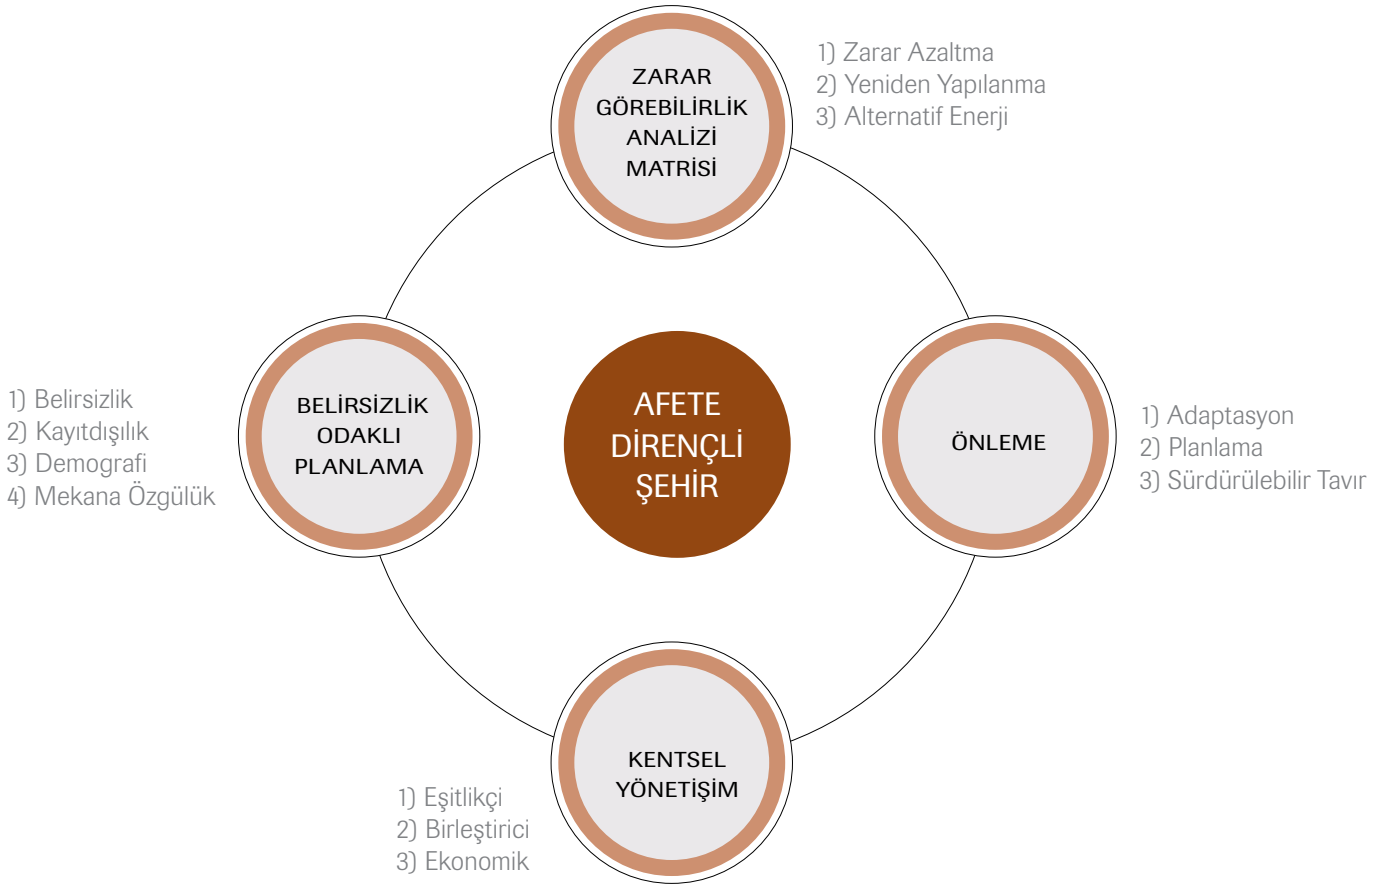 ZARAR
GÖREBİLİRLİK
ANALİZİ
MATRİSİ
1) Zarar Azaltma
2) Yeniden Yapılanma
3) Alternatif Enerji
1) Belirsizlik
2) Kayıtdışılık
3) Demografi
4) Mekana Özgülük
BELİRSİZLİK
ODAKLI
PLANLAMA
AFETE
DİRENÇLİ
ŞEHİR
ÖNLEME
1) Adaptasyon
2) Planlama
3) Sürdürülebilir Tavır
KENTSEL
YÖNETİŞİM
1) Eşitlikçi
2) Birleştirici
3) Ekonomik